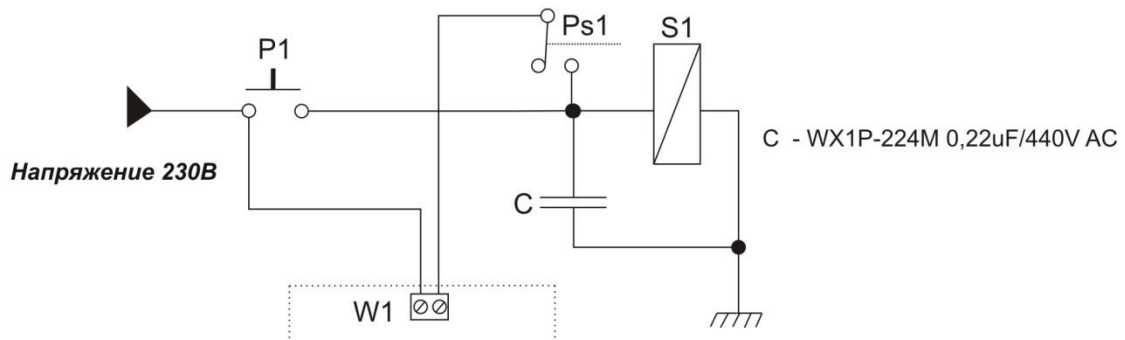 P1
Ps1
S1
C - WX1P-224M 0,22uF/440V AC
Напряжение 230В
C
W1